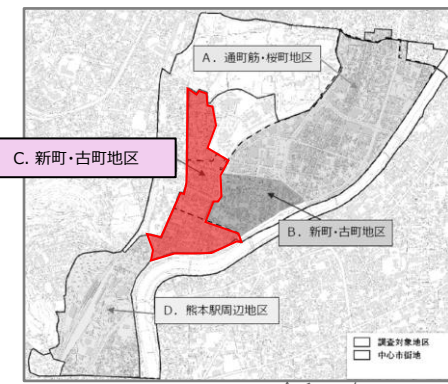 A. 通町筋・桜町地区
C. 新町・古町地区
B. 新町・古町地区
D. 熊本駅周辺地区
調査対象地区
中心市街地